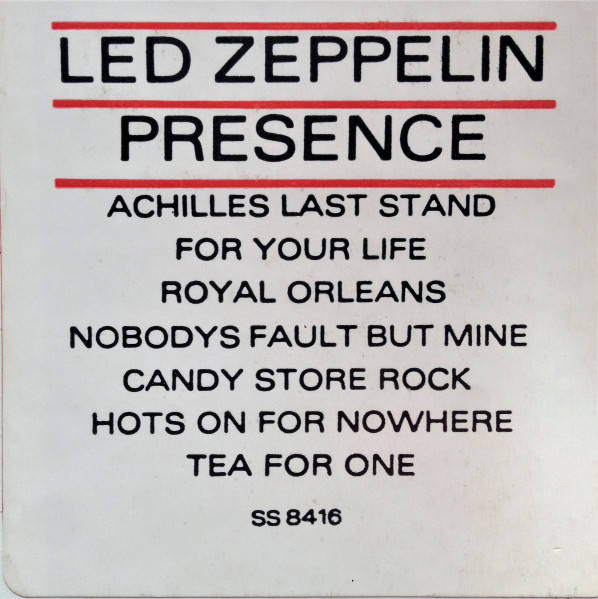 LED ZEPPELIN
PRESENCE
ACHILLES LAST STAND
FOR YOUR LIFE
ROYAL ORLEANS
NOBODYS FAULT BUT MINE
CANDY STORE ROCK
HOTS ON FOR NOWHERE
TEA FOR ONE
SS 8416